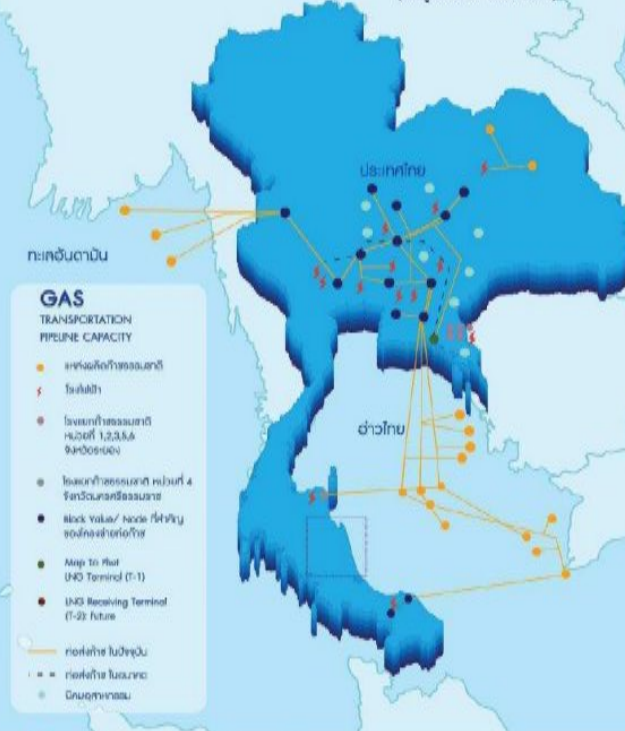 ประเทศไทย
ทะเลอันดามัน
GAS
TRANSPORTATION
PIPELINE CAPACITY
แหล่งผลิตก๊าซธรรมชาติ
โรงไฟฟ้า
อ่าวไทย
โรงแยกก๊าซธรรมชาติ
หน่วยที่ 1,2,3,5,6
จังหวัดระยอง
โรงแยกก๊าซธรรมชาติ หน่วยที่ 4
จังหวัดนครศรีธรรมราช
Block Valve/ Node ที่สำคัญ
ของโครงข่ายท่อก๊าซ
Map Ta Phut
LNG Terminal (T-1)
LNG Receiving Terminal
(T-2): Future
ท่อส่งก๊าซ ในปัจจุบัน
ท่อส่งก๊าซ ในอนาคต
นิคมอุตสาหกรรม